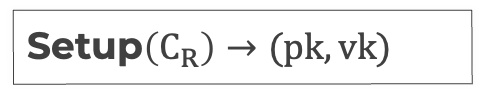 Setup(C_R) → (pk, vk)